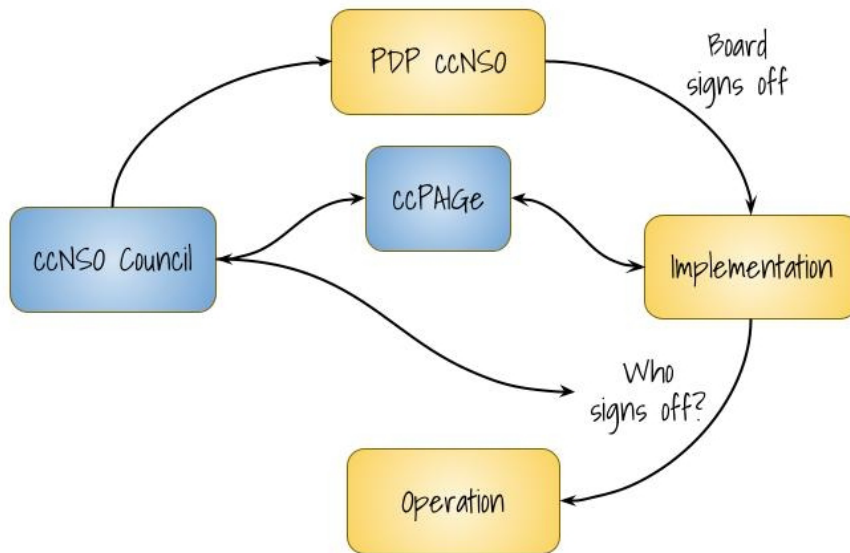 PDP ccNSO
Board
signs off
ccPAIGe
ccNSO Council
Implementation
Who
signs off?
Operation